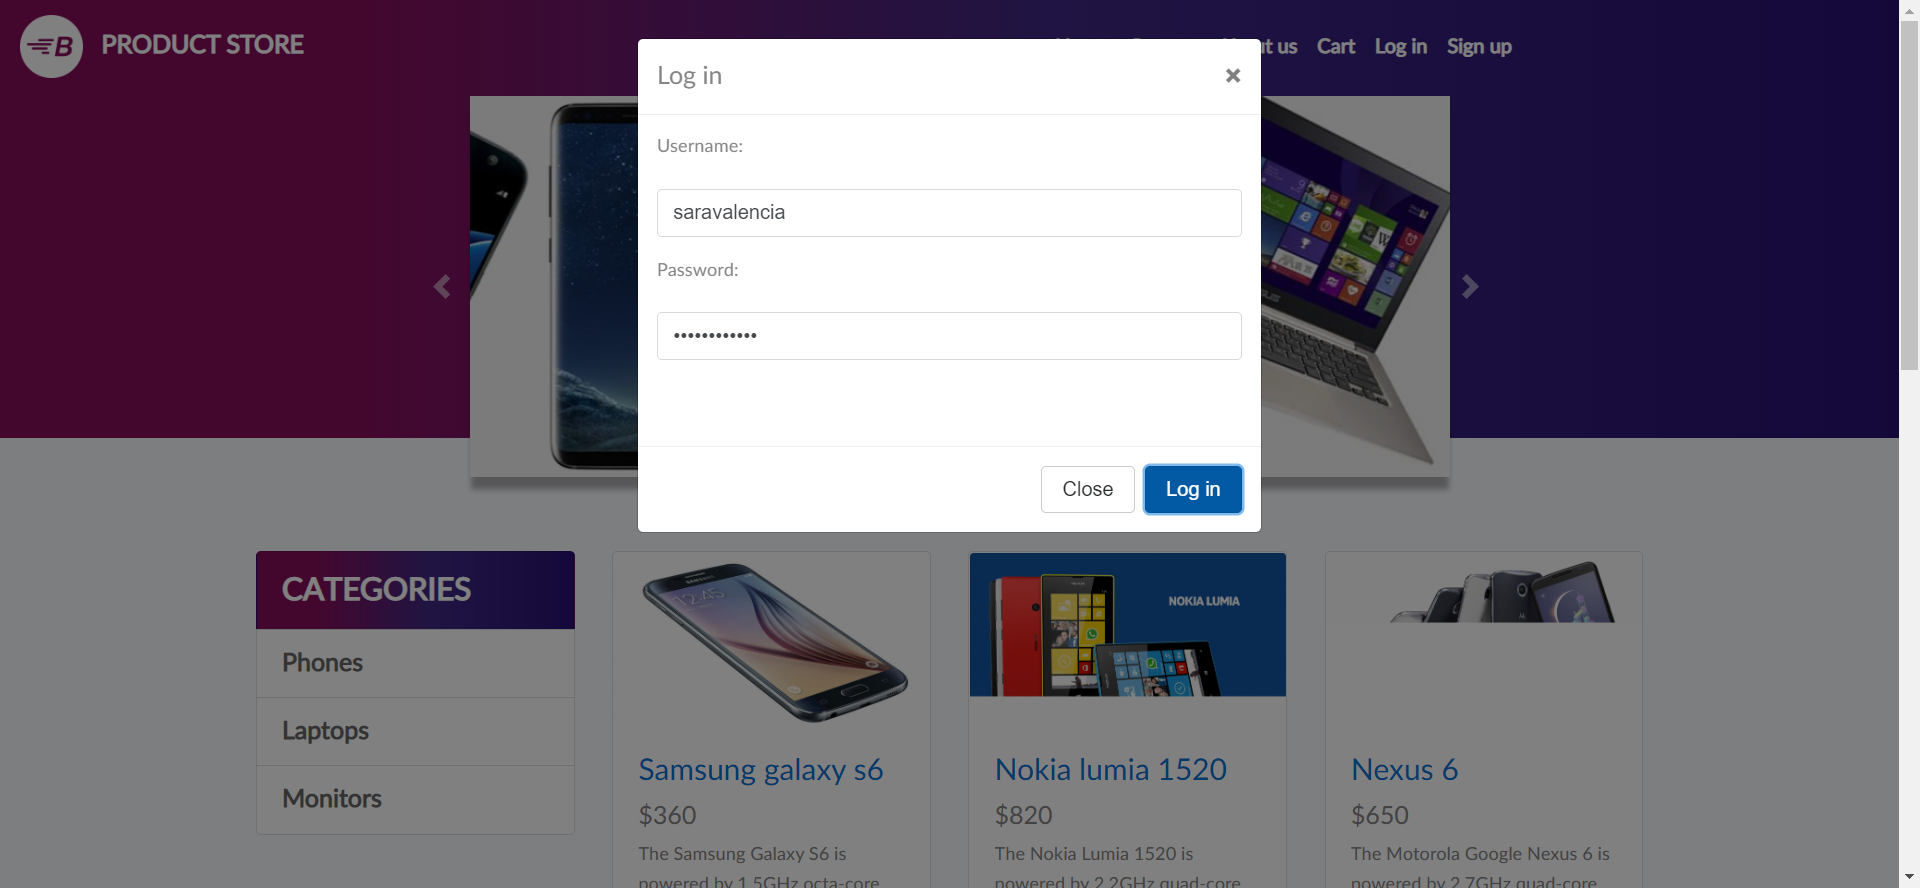 B PRODUCT STORE
t us Cart Log in Sign up
Log in
×
Username:
saravalencia
Password:
••••••••••••
Close Log in
CATEGORIES
Phones
Laptops
Monitors
SAMSUNG
12:45
Samsung galaxy s6
$360
The Samsung Galaxy S6 is
powered by 1.5GHz octa-core
NOKIA LUMIA
Nokia lumia 1520
$820
The Nokia Lumia 1520 is
powered by 2.2GHz quad-core
Nexus 6
$650
The Motorola Google Nexus 6 is
powered by 2.7GHz quad-core